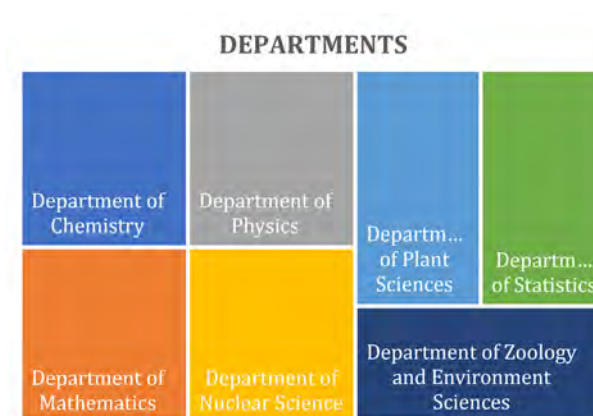 DEPARTMENTS
Department of
Chemistry
Department of
Physics
Departm...
of Plant
Sciences
Departm...
of Statistics
Department of
Mathematics
Department of
Nuclear Science
Department of Zoology
and Environment
Sciences